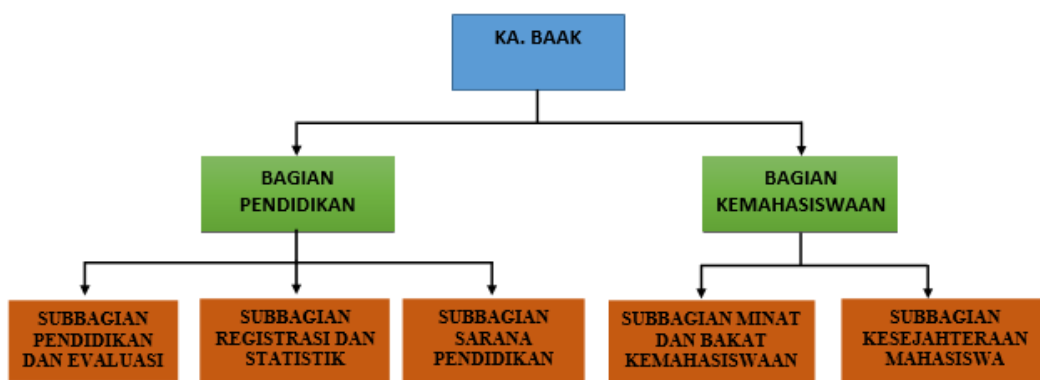 KA. BAAK
BAGIAN
PENDIDIKAN
BAGIAN
KEMAHASISWAAN
SUBBAGIAN
PENDIDIKAN
DAN EVALUASI
SUBBAGIAN
REGISTRASI DAN
STATISTIK
SUBBAGIAN
SARANA
PENDIDIKAN
SUBBAGIAN MINAT
DAN BAKAT
KEMAHASISWAAN
SUBBAGIAN
KESEJAHTERAAN
MAHASISWA